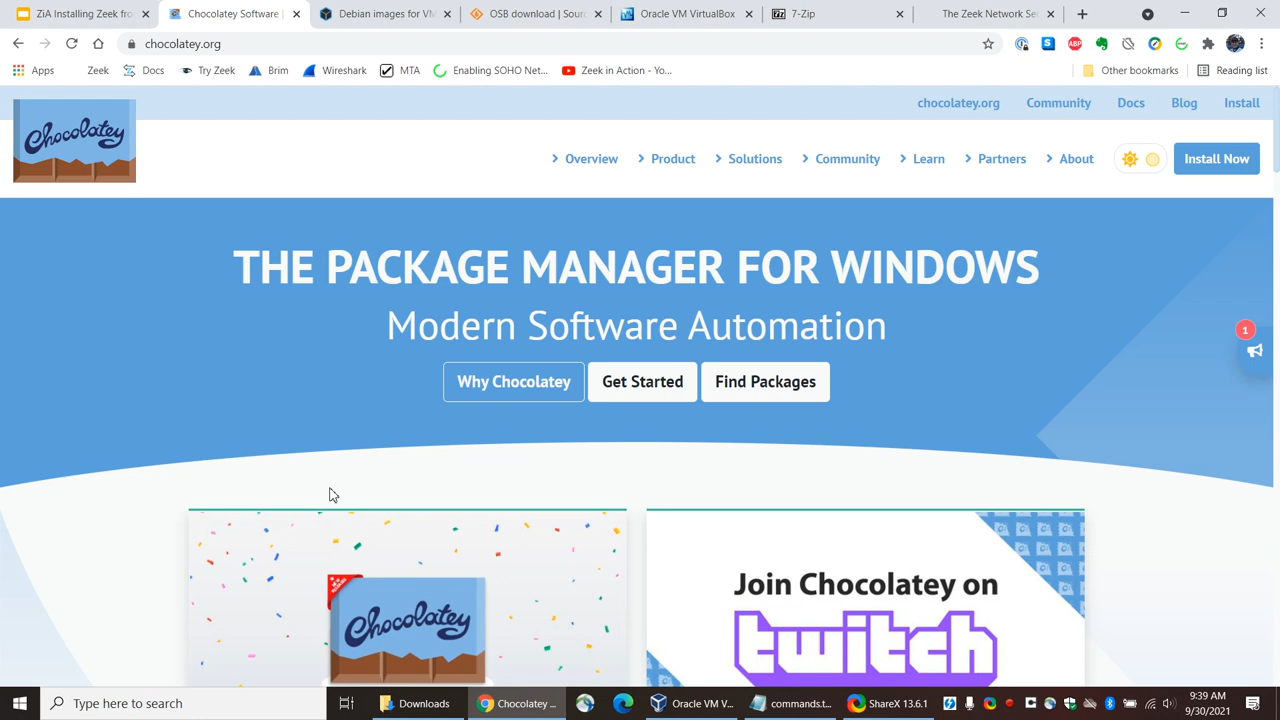 ZiA Installing Zeek fro
Chocolatey Software |
Debian images for VM
OSB download | Sour
Oracle VM VirtualBox
7-Zip
The Zeek Network Sec
chocolatey.org
ABP
Apps
Zeek
Docs
Try Zeek
Brim
Wireshark
MTA
Enabling SOHO Net...
Zeek in Action - Yo...
Other bookmarks
Reading list
Chocolatey
chocolatey.org
Community
Docs
Blog
Install
Overview
Product
Solutions
Community
Learn
Partners
About
Install Now
THE PACKAGE MANAGER FOR WINDOWS
Modern Software Automation
1
Why Chocolatey
Get Started
Find Packages
Chocolatey
Join Chocolatey on
twitch
Type here to search
Downloads
Chocolatey ...
Oracle VM V...
commands.t...
ShareX 13.6.1
9:39 AM
9/30/2021